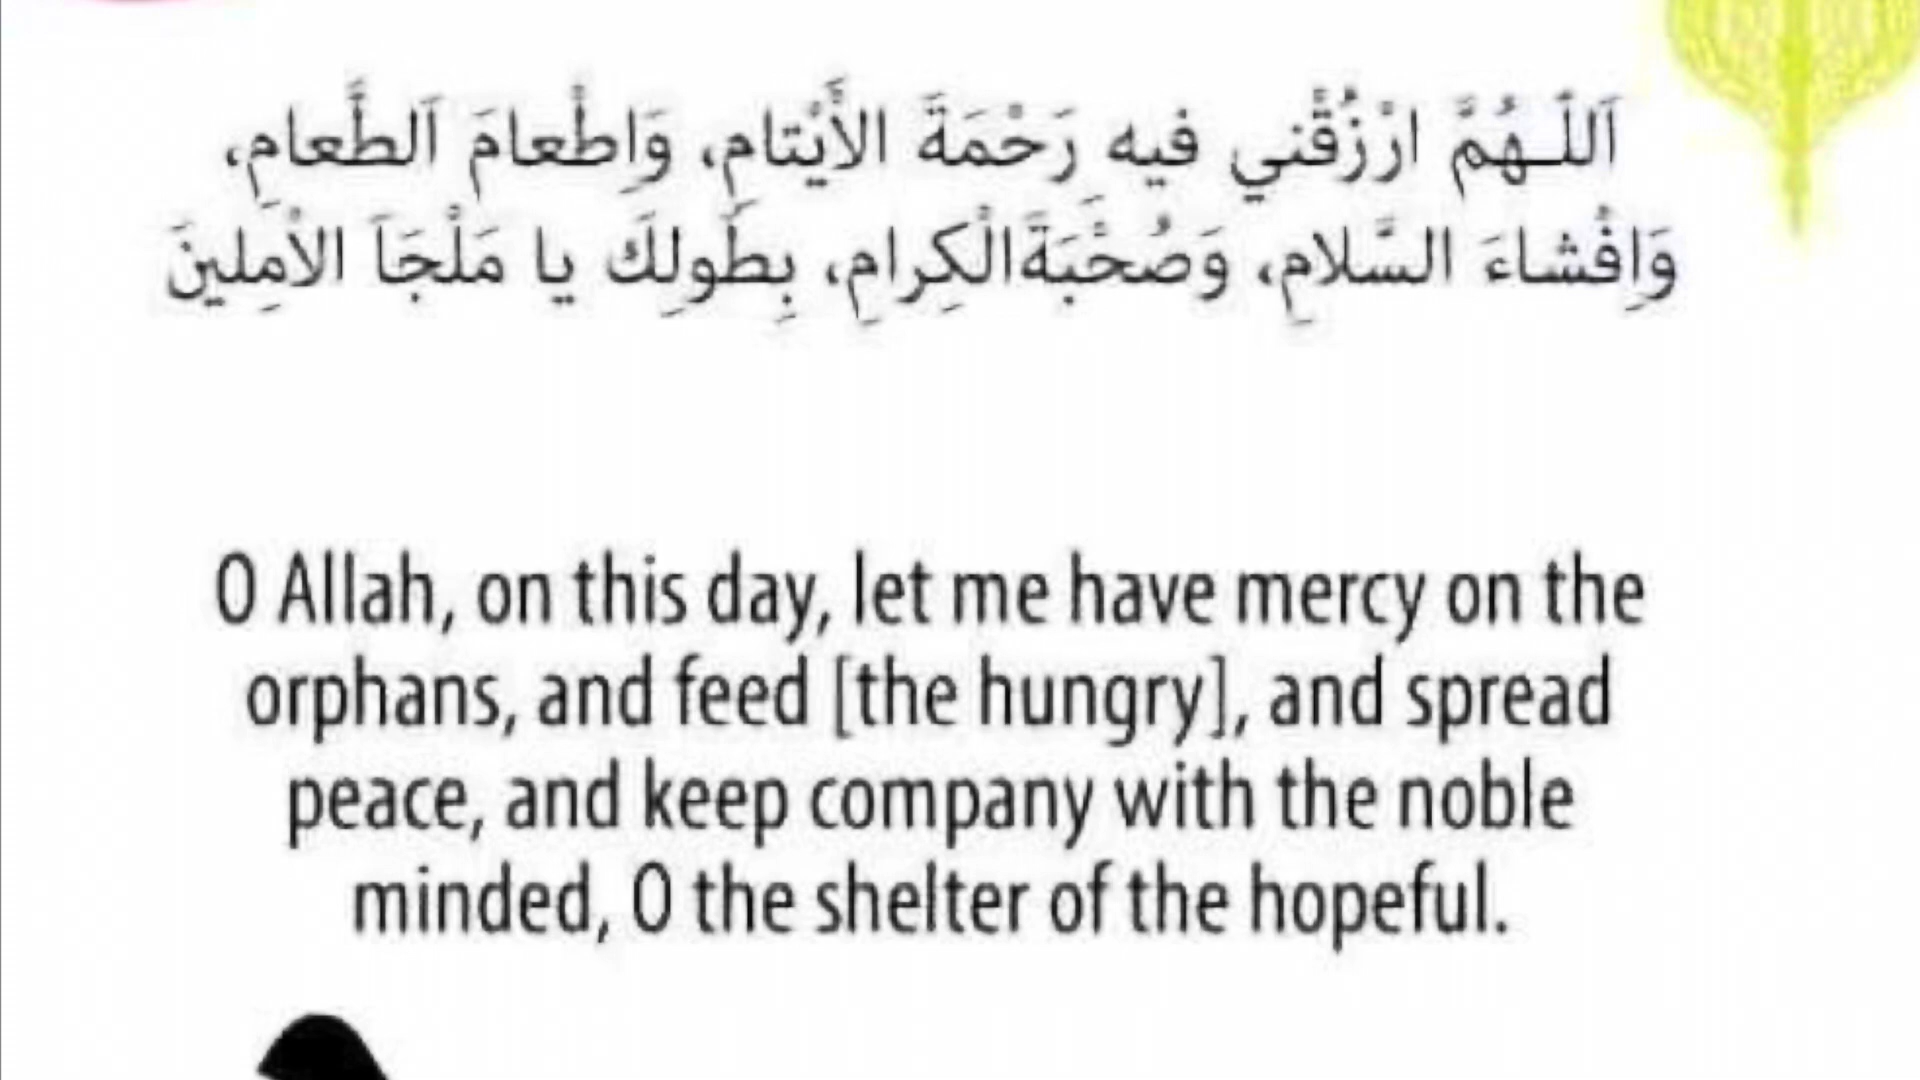 اَللّـهُمَّ ارْزُقْني فيهِ رَحْمَةَ الأَيْتامِ، وَاِطْعامَ اَلطَّعامِ،
وَاِفْشاءَ السَّلامِ، وَصُحْبَةَ الْكِرامِ، بِطَولِكَ يا مَلْجَاَ الاْمِلينَ
O Allah, on this day, let me have mercy on the
orphans, and feed [the hungry], and spread
peace, and keep company with the noble
minded, O the shelter of the hopeful.